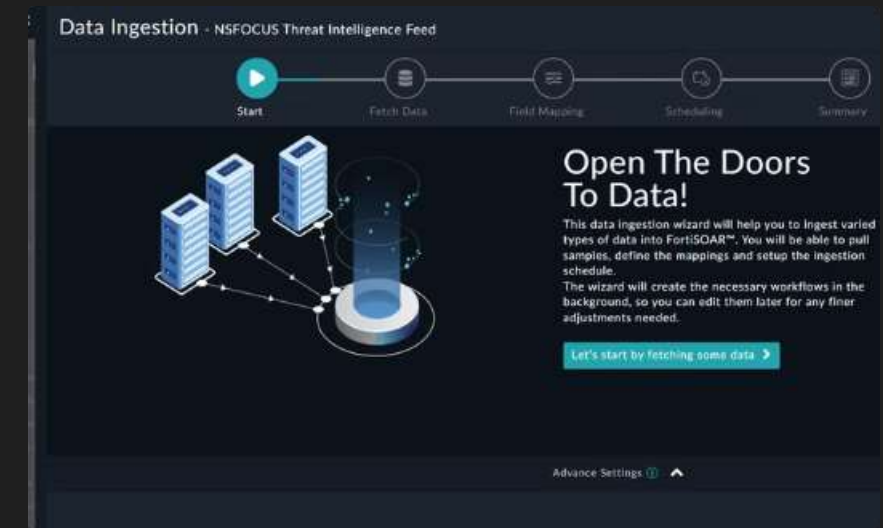 Data Ingestion - NSFOCUS Threat Intelligence Feed
Start
Fetch Data
Field Mapping
Scheduling
Summary
Open The Doors
To Data!
This data ingestion wizard will help you to ingest varied
types of data into FortiSOAR™. You will be able to pull
samples, define the mappings and setup the ingestion
schedule.
The wizard will create the necessary workflows in the
background, so you can edit them later for any finer
adjustments needed.
Let's start by fetching some data
Advance Settings